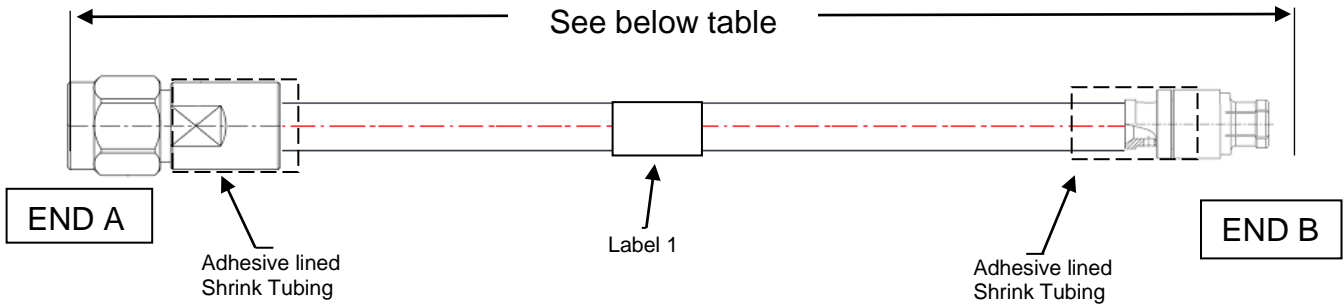 See below table
END A
Adhesive lined
Shrink Tubing
Label 1
Adhesive lined
Shrink Tubing
END B